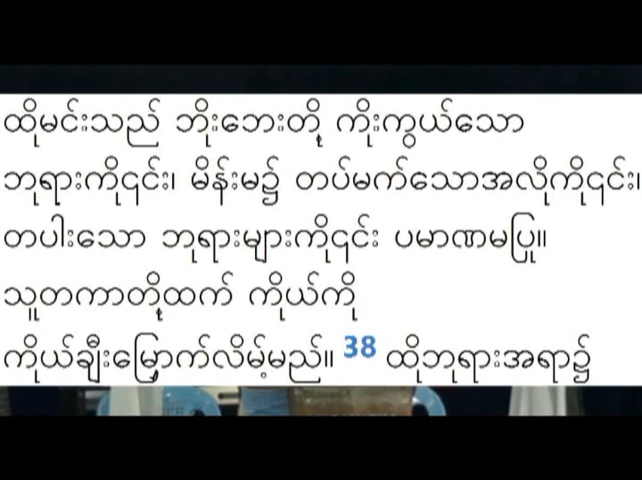 ထိုမင်းသည် ဘိုးဘေးတို့ ကိုးကွယ်သော
ဘုရားကို၎င်း၊ မိန်းမ၌ တပ်မက်သောအလိုကို၎င်း၊
တပါးသော ဘုရားများကို၎င်း ပမာဏမပြု။
သူတကာတို့ထက် ကိုယ်ကို
ကိုယ်ချီးမြှောက်လိမ့်မည်။ 38 ထိုဘုရားအရာ၌